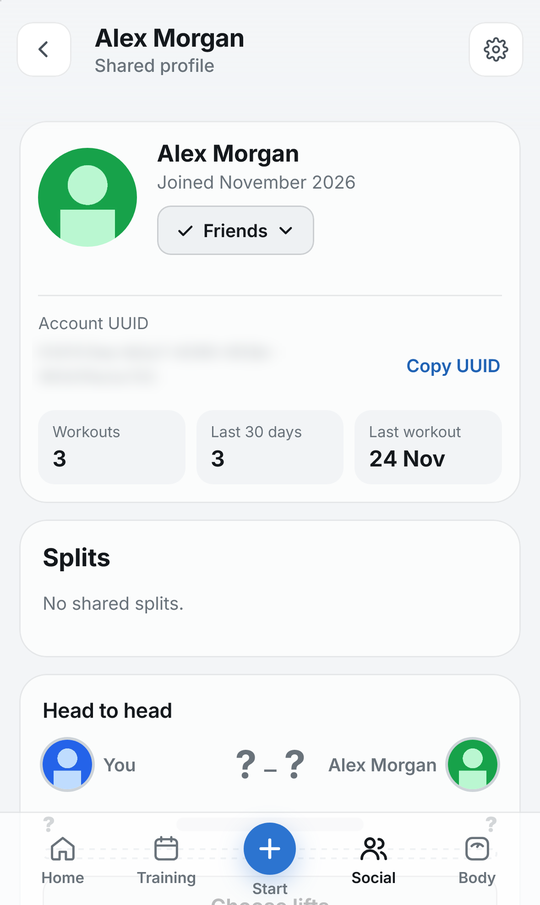 Alex Morgan
Shared profile
Alex Morgan
Joined November 2026
Friends
Account UUID
Copy UUID
Workouts
3
Last 30 days
3
Last workout
24 Nov
Splits
No shared splits.
Head to head
You
? – ?
Alex Morgan
?
?
Home
Training
Start
Social
Body
Choose lifts